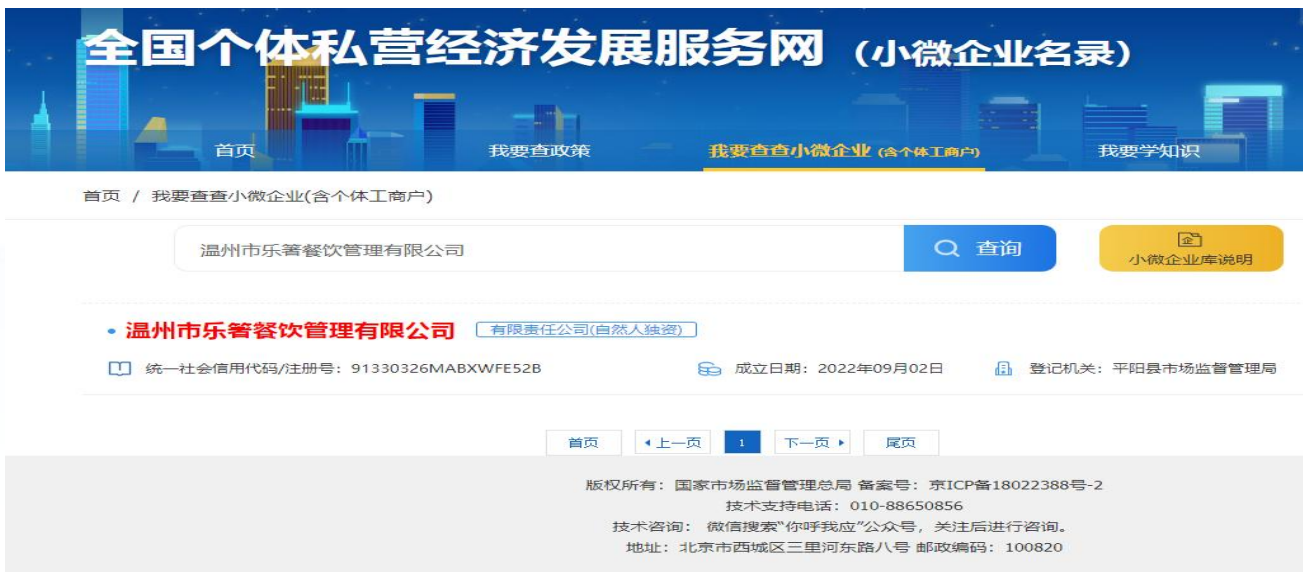 全国个体私营经济发展服务网（小微企业名录）
首页 我要查政策 我要查查小微企业（含个体工商户） 我要学知识
首页 / 我要查查小微企业(含个体工商户)
温州市乐箸餐饮管理有限公司 查询 企 小微企业库说明
温州市乐箸餐饮管理有限公司 有限责任公司(自然人独资)
统一社会信用代码/注册号：91330326MABXWFE52B 成立日期：2022年09月02日 登记机关：平阳县市场监督管理局
首页 上一页 1 下一页 尾页
版权所有：国家市场监督管理总局 备案号：京ICP备18022388号-2
技术支持电话：010-88650856
技术咨询： 微信搜索“你呼我应”公众号，关注后进行咨询。
地址：北京市西城区三里河东路八号 邮政编码：100820